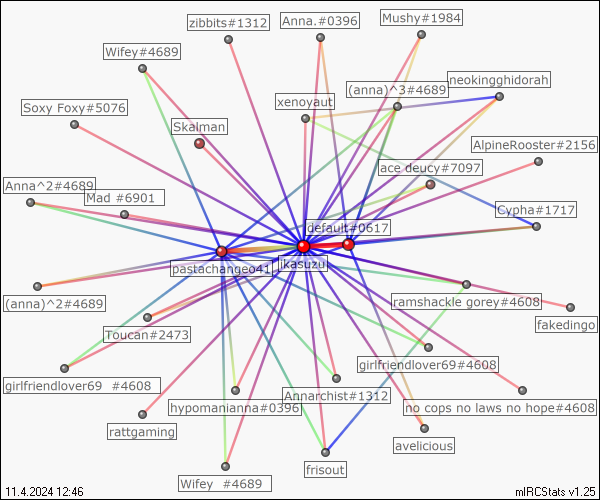 zibbits#1312
Anna.#0396
Mushy#1984
Wifey#4689
neokingghidorah
(anna)^3#4689
xenoyaut
Soxy Foxy#5076
Skalman
AlpineRooster#2156
ace deucy#7097
Anna^2#4689
Mad #6901
Cypha#1717
default#0617
pastachangeo41
jkasuzu
(anna)^2#4689
ramshackle gorey#4608
fakedingo
Toucan#2473
girlfriendlover69#4608
girlfriendlover69 #4608
Annarchist#1312
hypomanianna#0396
no cops no laws no hope#4608
rattgaming
avelicious
frisout
Wifey #4689
11.4.2024 12:46
mIRCStats v1.25